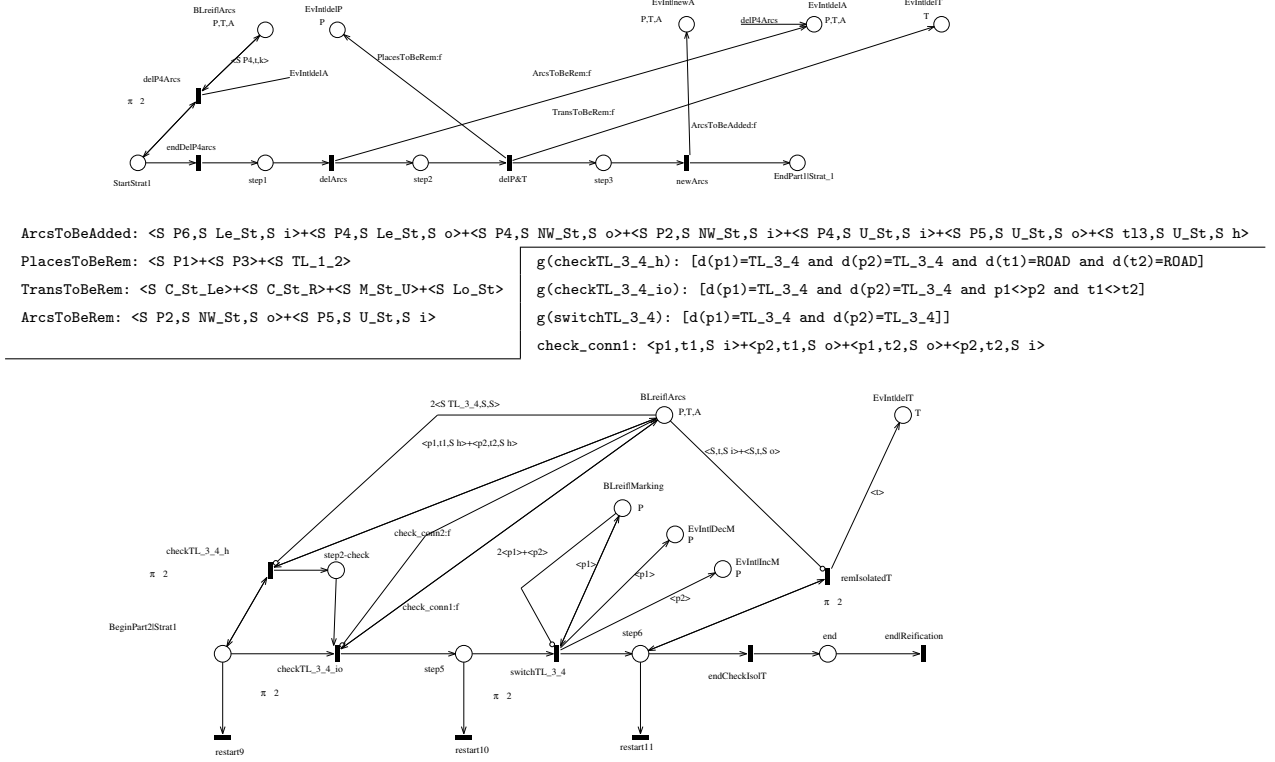 BLreif|Arcs
P,T,A
EvInt|delP
P
EvInt|newA
P,T,A
EvInt|delA
P,T,A
delP4Arcs
EvInt|delT
T
<S P4,t,k>
PlacesToBeRem:f
delP4Arcs
EvInt|delA
ArcsToBeRem:f
π 2
TransToBeRem:f
ArcsToBeAdded:f
endDelP4arcs
StartStrat1
step1
delArcs
step2
delP&T
step3
newArcs
EndPart1|Strat_1
ArcsToBeAdded: <S P6,S Le_St,S i>+<S P4,S Le_St,S o>+<S P4,S NW_St,S o>+<S P2,S NW_St,S i>+<S P4,S U_St,S i>+<S P5,S U_St,S o>+<S tl3,S U_St,S h>
PlacesToBeRem: <S P1>+<S P3>+<S TL_1_2>
TransToBeRem: <S C_St_Le>+<S C_St_R>+<S M_St_U>+<S Lo_St>
ArcsToBeRem: <S P2,S NW_St,S o>+<S P5,S U_St,S i>
g(checkTL_3_4_h): [d(p1)=TL_3_4 and d(p2)=TL_3_4 and d(t1)=ROAD and d(t2)=ROAD]
g(checkTL_3_4_io): [d(p1)=TL_3_4 and d(p2)=TL_3_4 and p1<>p2 and t1<>t2]
g(switchTL_3_4): [d(p1)=TL_3_4 and d(p2)=TL_3_4]]
check_conn1: <p1,t1,S i>+<p2,t1,S o>+<p1,t2,S o>+<p2,t2,S i>
2<S TL_3_4,S,S>
BLreif|Arcs
P,T,A
EvInt|delT
T
<p1,t1,S h>+<p2,t2,S h>
<S,t,S i>+<S,t,S o>
BLreif|Marking
P
<t>
check_conn2:f
EvInt|DecM
P
checkTL_3_4_h
step2-check
2<p1>+<p2>
<p1>
<p1>
EvInt|IncM
P
π 2
remIsolatedT
<p2>
π 2
check_conn1:f
BeginPart2|Strat1
step6
end
end|Reification
checkTL_3_4_io
step5
switchTL_3_4
endCheckIsolT
π 2
π 2
restart9
restart10
restart11